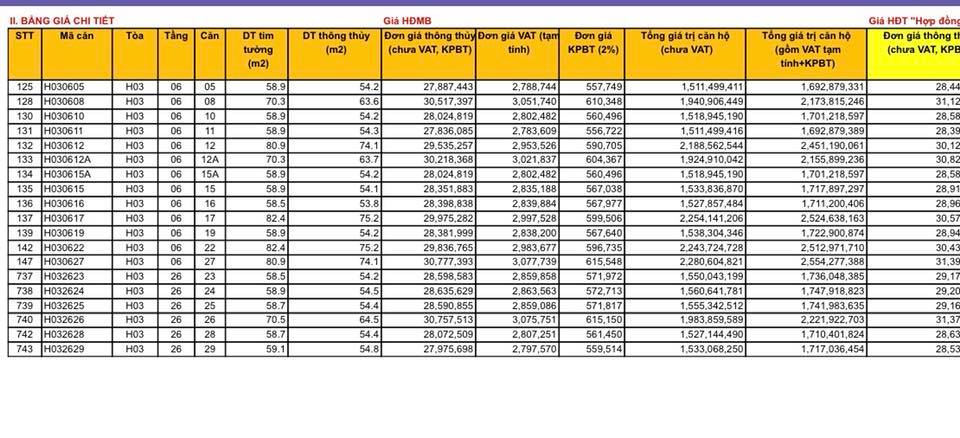 II. BẢNG GIÁ CHI TIẾT Giá HĐMB Giá HĐT "Hợp đồng
STT Mã căn Tòa Tầng Căn DT tim tường (m2) DT thông thủy (m2) Đơn giá thông thủy (chưa VAT, KPBT) Đơn giá VAT (tạm tính) Đơn giá KPBT (2%) Tổng giá trị căn hộ (chưa VAT) Tổng giá trị căn hộ (gồm VAT tạm tính+KPBT) Đơn giá thông th (chưa VAT, KPB
125 H030605 H03 06 05 58.9 54.2 27,887,443 2,788,744 557,749 1,511,499,411 1,692,879,331 28,44
128 H030608 H03 06 08 70.3 63.6 30,517,397 3,051,740 610,348 1,940,906,449 2,173,815,246 31,12
130 H030610 H03 06 10 58.9 54.2 28,024,819 2,802,482 560,496 1,518,945,190 1,701,218,597 28,58
131 H030611 H03 06 11 58.9 54.3 27,836,085 2,783,609 556,722 1,511,499,416 1,692,879,389 28,39
132 H030612 H03 06 12 80.9 74.1 29,535,257 2,953,526 590,705 2,188,562,544 2,451,190,061 30,12
133 H030612A H03 06 12A 70.3 63.7 30,218,368 3,021,837 604,367 1,924,910,042 2,155,899,236 30,82
134 H030615A H03 06 15A 58.9 54.2 28,024,819 2,802,482 560,496 1,518,945,190 1,701,218,597 28,58
135 H030615 H03 06 15 58.9 54.1 28,351,883 2,835,188 567,038 1,533,836,870 1,717,897,297 28,91
136 H030616 H03 06 16 58.5 53.8 28,398,838 2,839,884 567,977 1,527,857,484 1,711,200,406 28,96
137 H030617 H03 06 17 82.4 75.2 29,975,282 2,997,528 599,506 2,254,141,206 2,524,638,163 30,57
139 H030619 H03 06 19 58.9 54.2 28,381,999 2,838,200 567,640 1,538,304,346 1,722,900,874 28,94
142 H030622 H03 06 22 82.4 75.2 29,836,765 2,983,677 596,735 2,243,724,728 2,512,971,710 30,43
147 H030627 H03 06 27 80.9 74.1 30,777,393 3,077,739 615,548 2,280,604,821 2,554,277,388 31,39
737 H032623 H03 26 23 58.5 54.2 28,598,583 2,859,858 571,972 1,550,043,199 1,736,048,385 29,17
738 H032624 H03 26 24 58.9 54.5 28,635,629 2,863,563 572,713 1,560,641,781 1,747,918,823 29,20
739 H032625 H03 26 25 58.7 54.4 28,590,855 2,859,086 571,817 1,555,342,512 1,741,983,635 29,16
740 H032626 H03 26 26 70.5 64.5 30,757,513 3,075,751 615,150 1,983,859,589 2,221,922,703 31,37
742 H032628 H03 26 28 58.7 54.4 28,072,509 2,807,251 561,450 1,527,144,490 1,710,401,824 28,63
743 H032629 H03 26 29 59.1 54.8 27,975,698 2,797,570 559,514 1,533,068,250 1,717,036,454 28,53